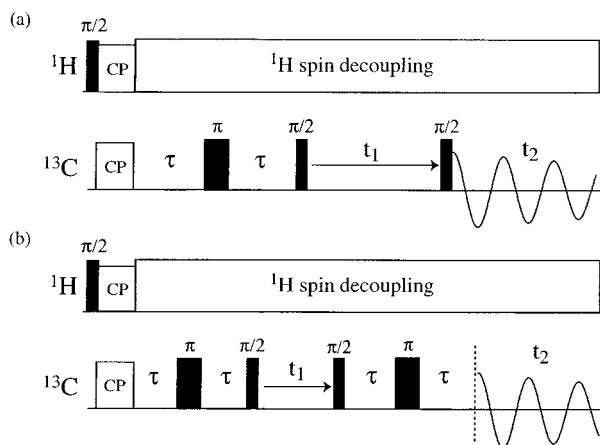 (a)
π/2
¹H CP ¹H spin decoupling
π π/2 π/2
¹³C CP τ τ t₁ t₂
(b)
π/2
¹H CP ¹H spin decoupling
π π/2 π/2 π
¹³C CP τ τ t₁ τ τ t₂